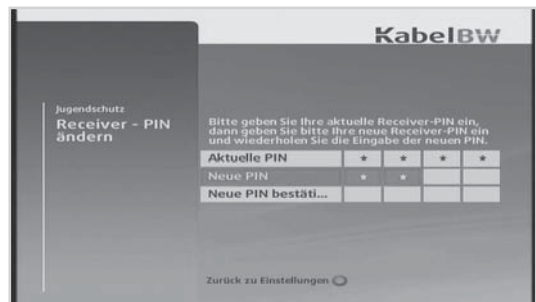 KabelBW
Jugendschutz
Receiver - PIN
ändern
Bitte geben Sie Ihre aktuelle Receiver-PIN ein,
dann geben Sie bitte Ihre neue Receiver-PIN ein
und wiederholen Sie die Eingabe der neuen PIN.
Aktuelle PIN * * * *
Neue PIN * *
Neue PIN bestäti...
Zurück zu Einstellungen